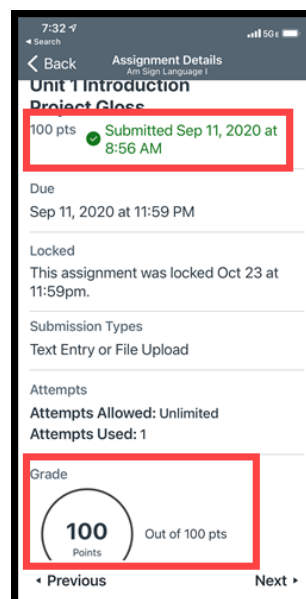 7:32
5G E
Search
Back
Assignment Details
Am Sign Language I
Unit 1 Introduction
Project Gloss
100 pts
Submitted Sep 11, 2020 at
8:56 AM
Due
Sep 11, 2020 at 11:59 PM
Locked
This assignment was locked Oct 23 at
11:59pm.
Submission Types
Text Entry or File Upload
Attempts
Attempts Allowed: Unlimited
Attempts Used: 1
Grade
100
Points
Out of 100 pts
Previous
Next